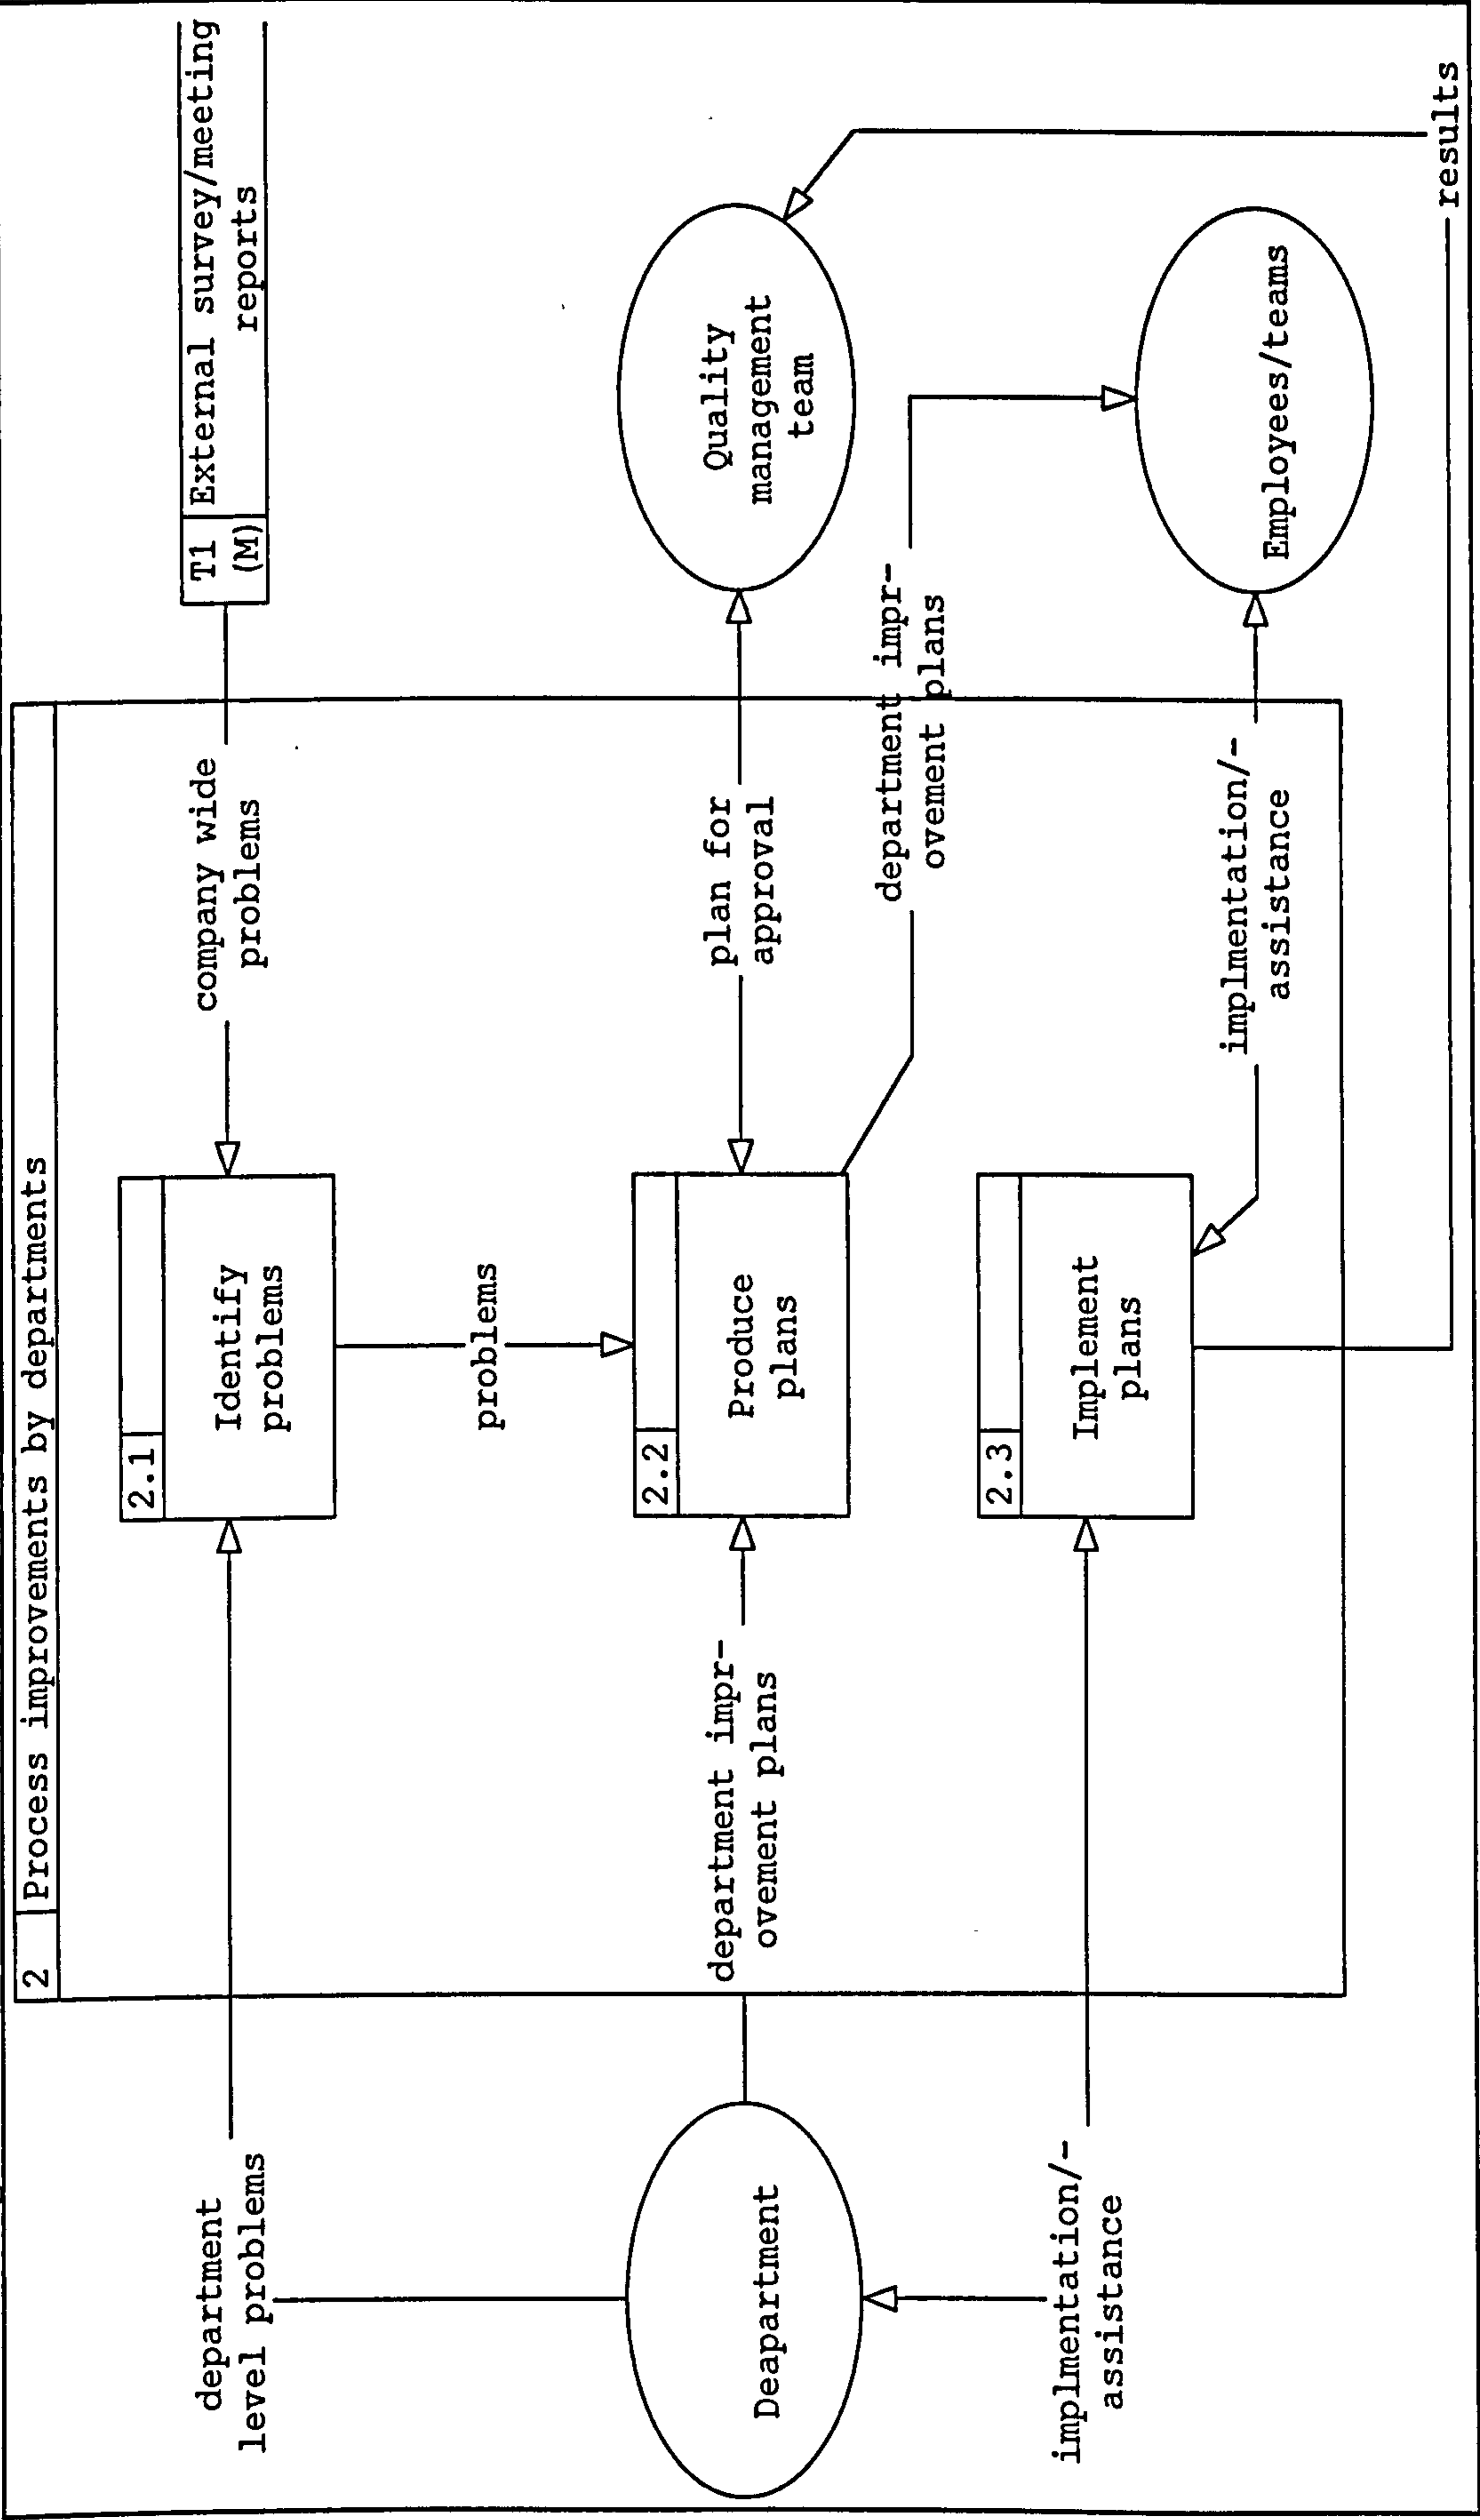 2 Process improvements by departments
T1 External survey/meeting
(M) reports
department
level problems
2.1
Identify
problems
company wide
problems
problems
Deapartment
department impr-
ovement plans
2.2
Produce
plans
plan for
approval
Quality
management
team
department impr-
ovement plans
implmentation/-
assistance
2.3
Implement
plans
implmentation/-
assistance
Employees/teams
results